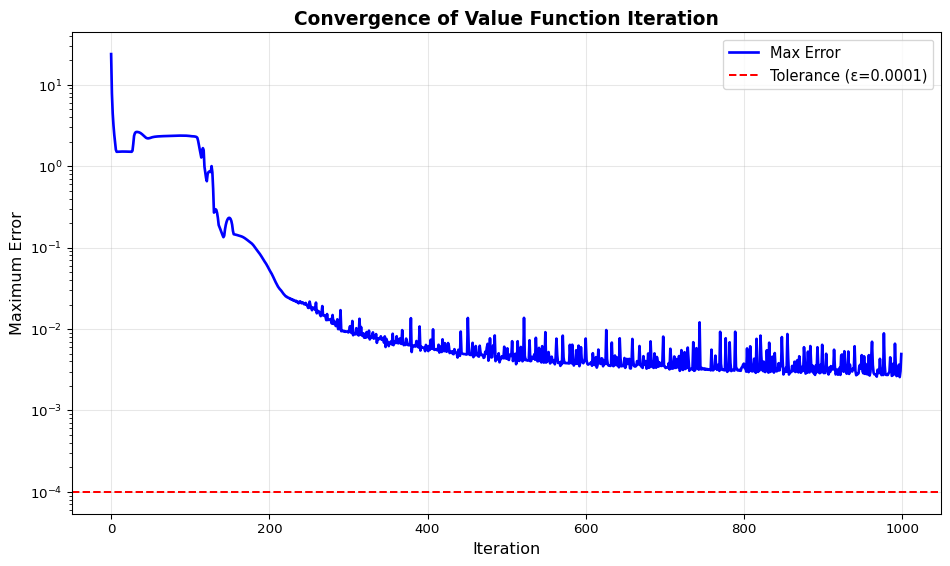 Convergence of Value Function Iteration
Max Error
Tolerance (ε=0.0001)
Maximum Error
10¹
10⁰
10⁻¹
10⁻²
10⁻³
10⁻⁴
0 200 400 600 800 1000
Iteration